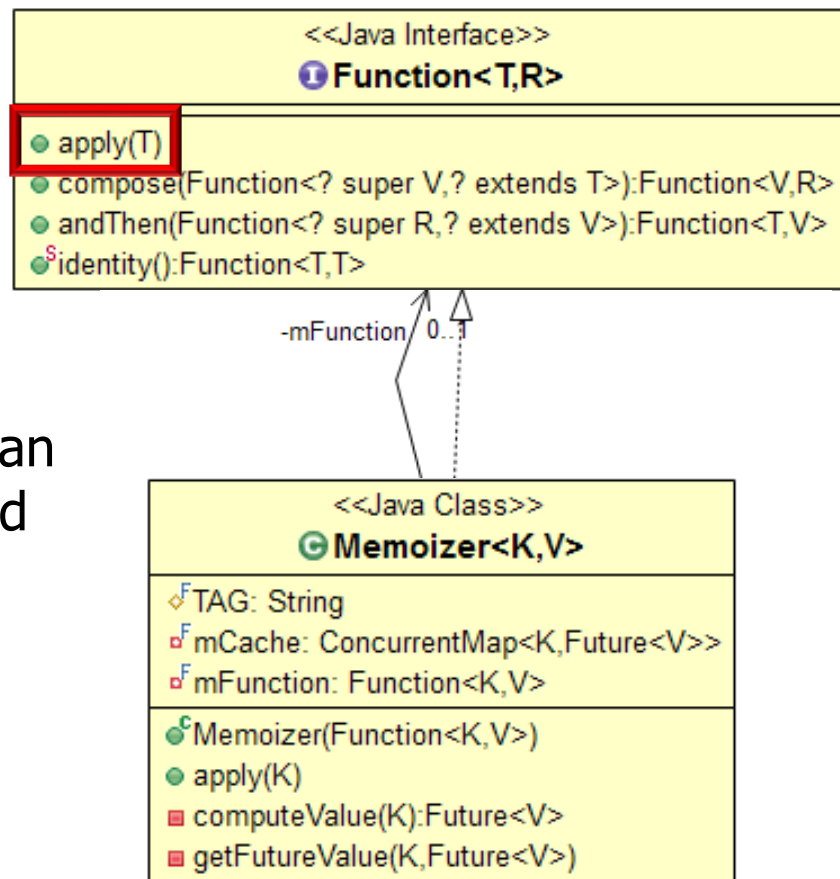 <<Java Interface>>
I Function<T,R>
apply(T)
compose(Function<? super V,? extends T>):Function<V,R>
andThen(Function<? super R,? extends V>):Function<T,V>
S identity():Function<T,T>
-mFunction 0..1
an
d
<<Java Class>>
C Memoizer<K,V>
F TAG: String
F mCache: ConcurrentMap<K,Future<V>>
F mFunction: Function<K,V>
C Memoizer(Function<K,V>)
apply(K)
computeValue(K):Future<V>
getFutureValue(K,Future<V>)